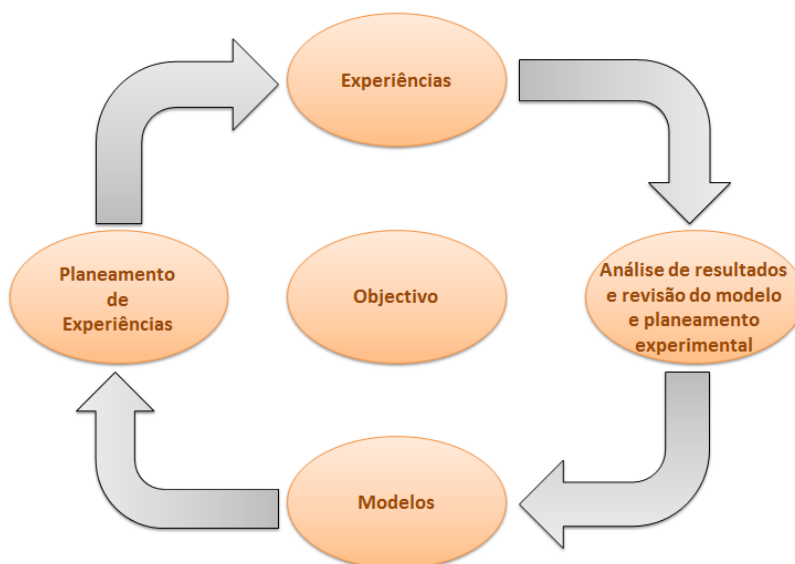 Experiências
Planeamento
de
Experiências
Objectivo
Análise de resultados
e revisão do modelo
e planeamento
experimental
Modelos